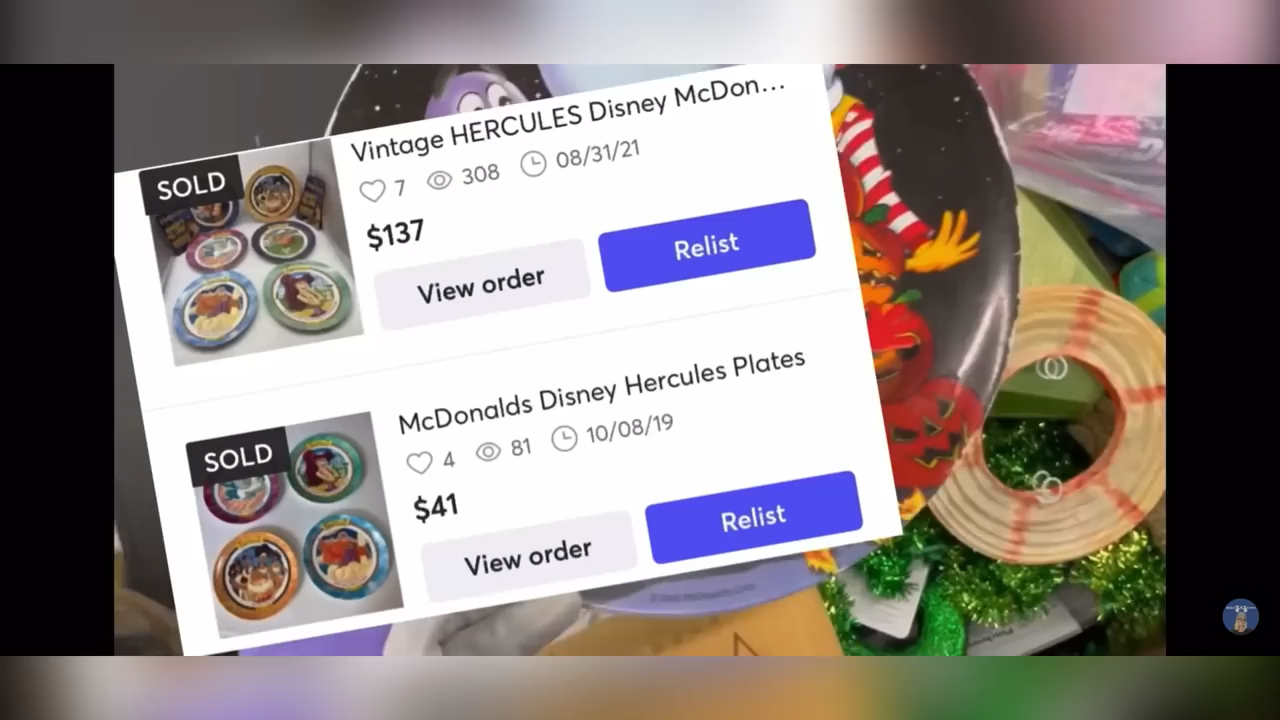 SOLD
Vintage HERCULES Disney McDon...
7 308 08/31/21
$137
View order
Relist
SOLD
McDonalds Disney Hercules Plates
4 81 10/08/19
$41
View order
Relist